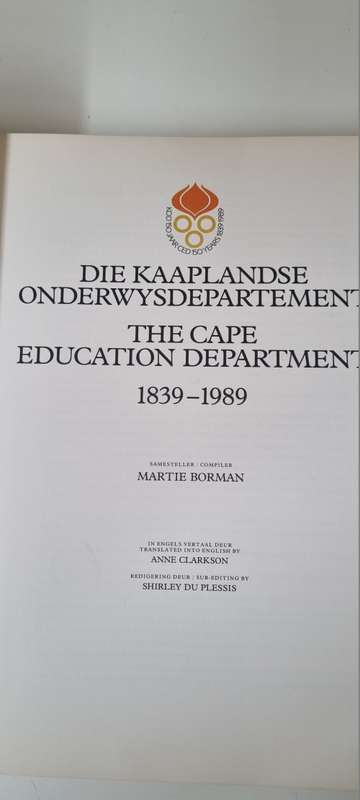 KOD 150 JAAR CED 150 YEARS 1839 1989
DIE KAAPLANDSE
ONDERWYSDEPARTEMENT
THE CAPE
EDUCATION DEPARTMENT
1839–1989
SAMESTELLER / COMPILER
MARTIE BORMAN
IN ENGELS VERTAAL DEUR
TRANSLATED INTO ENGLISH BY
ANNE CLARKSON
REDIGERING DEUR / SUB-EDITING BY
SHIRLEY DU PLESSIS